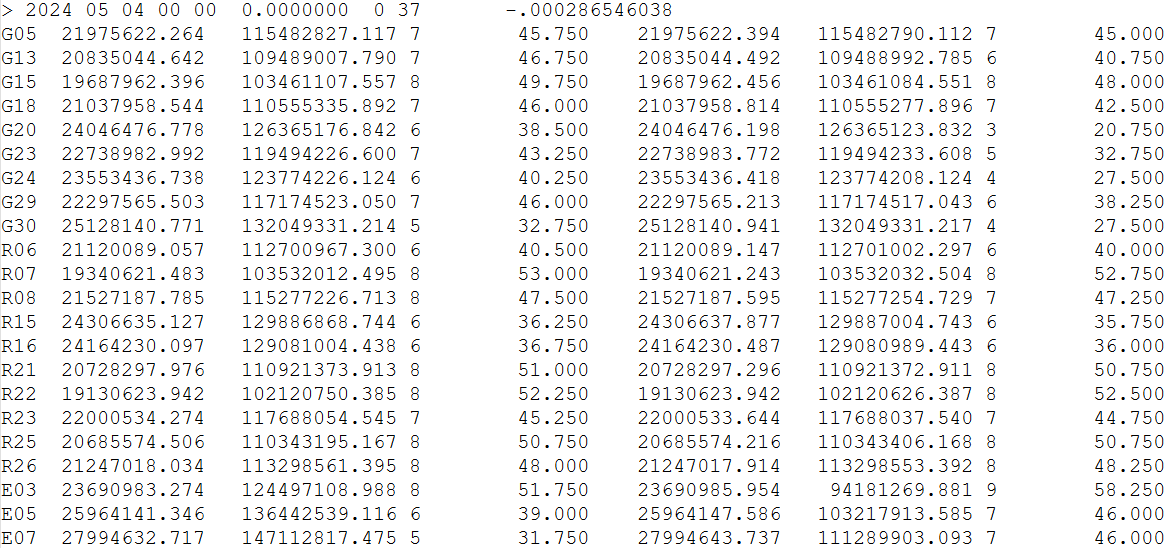 > 2024 05 04 00 00  0.0000000  0 37       -.000286546038
G05  21975622.264   115482827.117 7        45.750    21975622.394   115482790.112 7        45.000
G13  20835044.642   109489007.790 7        46.750    20835044.492   109488992.785 6        40.750
G15  19687962.396   103461107.557 8        49.750    19687962.456   103461084.551 8        48.000
G18  21037958.544   110555335.892 7        46.000    21037958.814   110555277.896 7        42.500
G20  24046476.778   126365176.842 6        38.500    24046476.198   126365123.832 3        20.750
G23  22738982.992   119494226.600 7        43.250    22738983.772   119494233.608 5        32.750
G24  23553436.738   123774226.124 6        40.250    23553436.418   123774208.124 4        27.500
G29  22297565.503   117174523.050 7        46.000    22297565.213   117174517.043 6        38.250
G30  25128140.771   132049331.214 5        32.750    25128140.941   132049331.217 4        27.500
R06  21120089.057   112700967.300 6        40.500    21120089.147   112701002.297 6        40.000
R07  19340621.483   103532012.495 8        53.000    19340621.243   103532032.504 8        52.750
R08  21527187.785   115277226.713 8        47.500    21527187.595   115277254.729 7        47.250
R15  24306635.127   129886868.744 6        36.250    24306637.877   129887004.743 6        35.750
R16  24164230.097   129081004.438 6        36.750    24164230.487   129080989.443 6        36.000
R21  20728297.976   110921373.913 8        51.000    20728297.296   110921372.911 8        50.750
R22  19130623.942   102120750.385 8        52.250    19130623.942   102120626.387 8        52.500
R23  22000534.274   117688054.545 7        45.250    22000533.644   117688037.540 7        44.750
R25  20685574.506   110343195.167 8        50.750    20685574.216   110343406.168 8        50.750
R26  21247018.034   113298561.395 8        48.000    21247017.914   113298553.392 8        48.250
E03  23690983.274   124497108.988 8        51.750    23690985.954    94181269.881 9        58.250
E05  25964141.346   136442539.116 6        39.000    25964147.586   103217913.585 7        46.000
E07  27994632.717   147112817.475 5        31.750    27994643.737   111289903.093 7        46.000